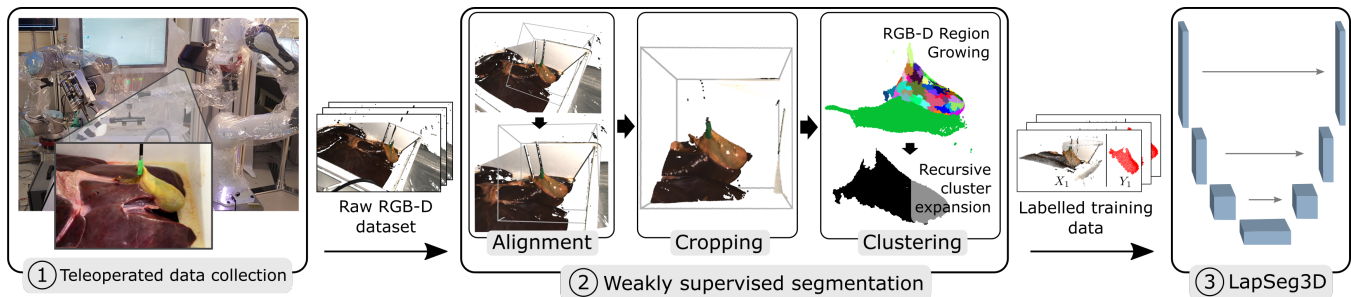 ① Teleoperated data collection
Raw RGB-D
dataset
Alignment
Cropping
RGB-D Region
Growing
Recursive
cluster
expansion
Clustering
② Weakly supervised segmentation
X₁
Y₁
Labelled training
data
③ LapSeg3D